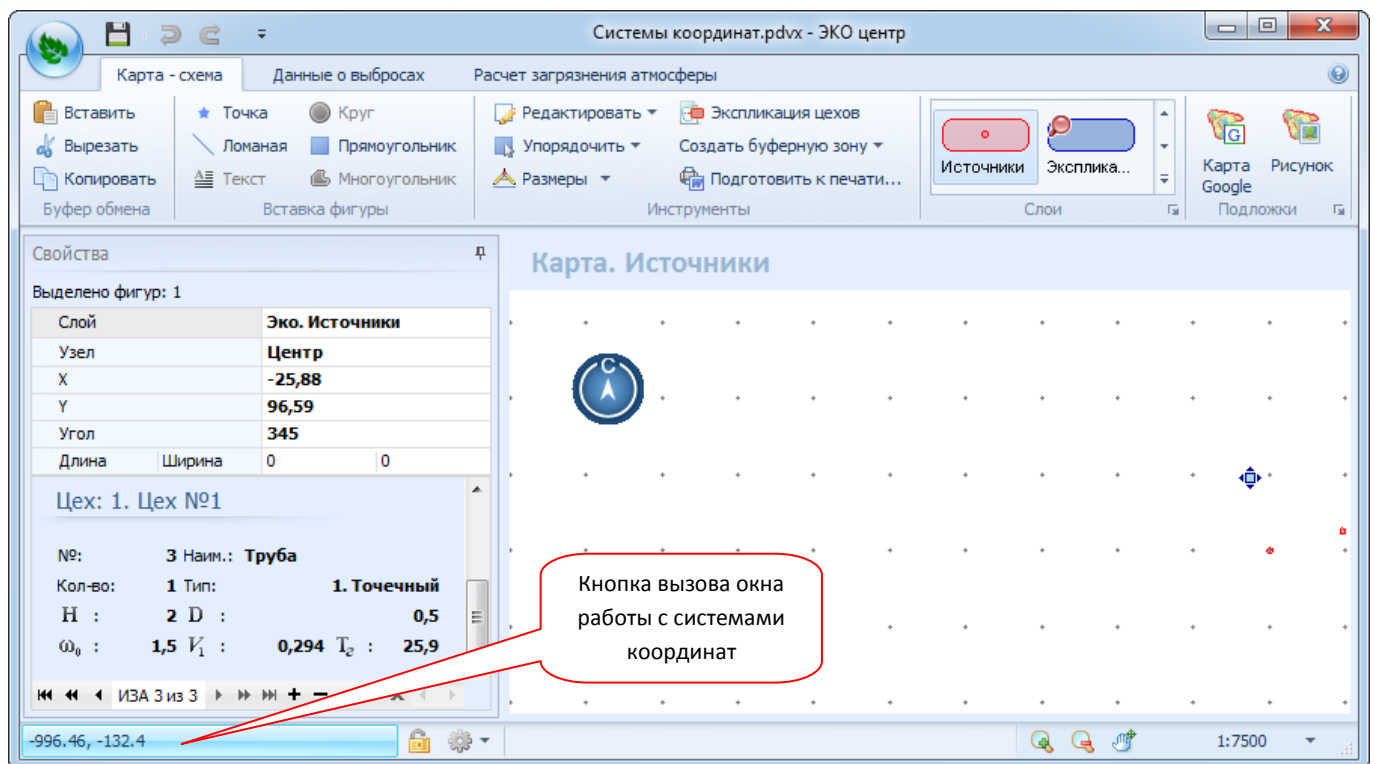 Системы координат.pdvx - ЭКО центр
Карта - схема Данные о выбросах Расчет загрязнения атмосферы
Вставить Точка Круг Редактировать Экспликация цехов
Вырезать Ломаная Прямоугольник Упорядочить Создать буферную зону
Копировать Текст Многоугольник Размеры Подготовить к печати...
Источники Эксплика... Карта Google Рисунок
Буфер обмена Вставка фигуры Инструменты Слои Подложки
Свойства
Выделено фигур: 1
Слой Эко. Источники
Узел Центр
X -25,88
Y 96,59
Угол 345
Длина Ширина 0 0
Цех: 1. Цех №1
№: 3 Наим.: Труба
Кол-во: 1 Тип: 1. Точечный
H : 2 D : 0,5
ω₀ : 1,5 V₁ : 0,294 Tг : 25,9
ИЗА 3 из 3
Карта. Источники
С
Кнопка вызова окна
работы с системами
координат
-996.46, -132.4 1:7500